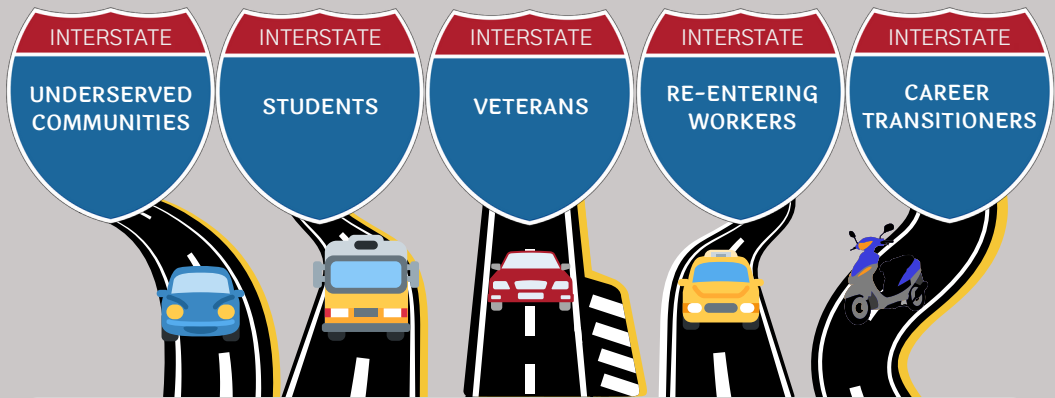 INTERSTATE
UNDERSERVED
COMMUNITIES
INTERSTATE
STUDENTS
INTERSTATE
VETERANS
INTERSTATE
RE-ENTERING
WORKERS
INTERSTATE
CAREER
TRANSITIONERS